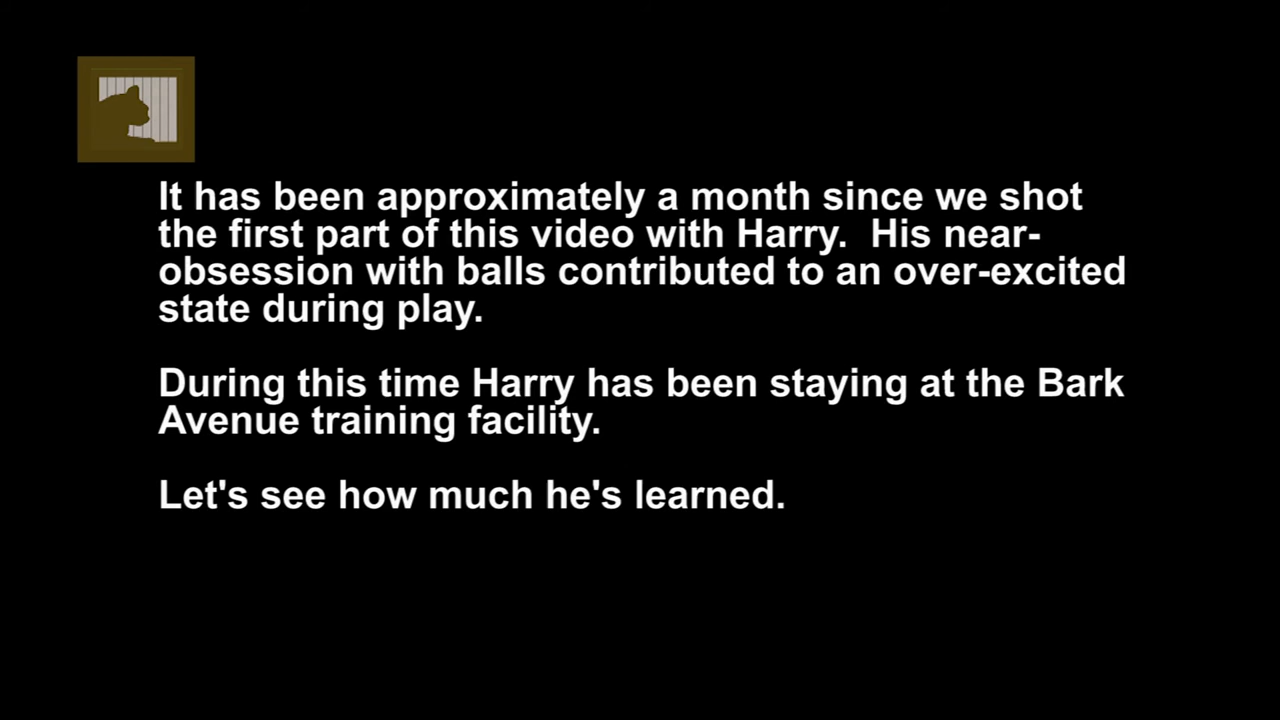 It has been approximately a month since we shot
the first part of this video with Harry.  His near-
obsession with balls contributed to an over-excited
state during play.
During this time Harry has been staying at the Bark
Avenue training facility.
Let's see how much he's learned.